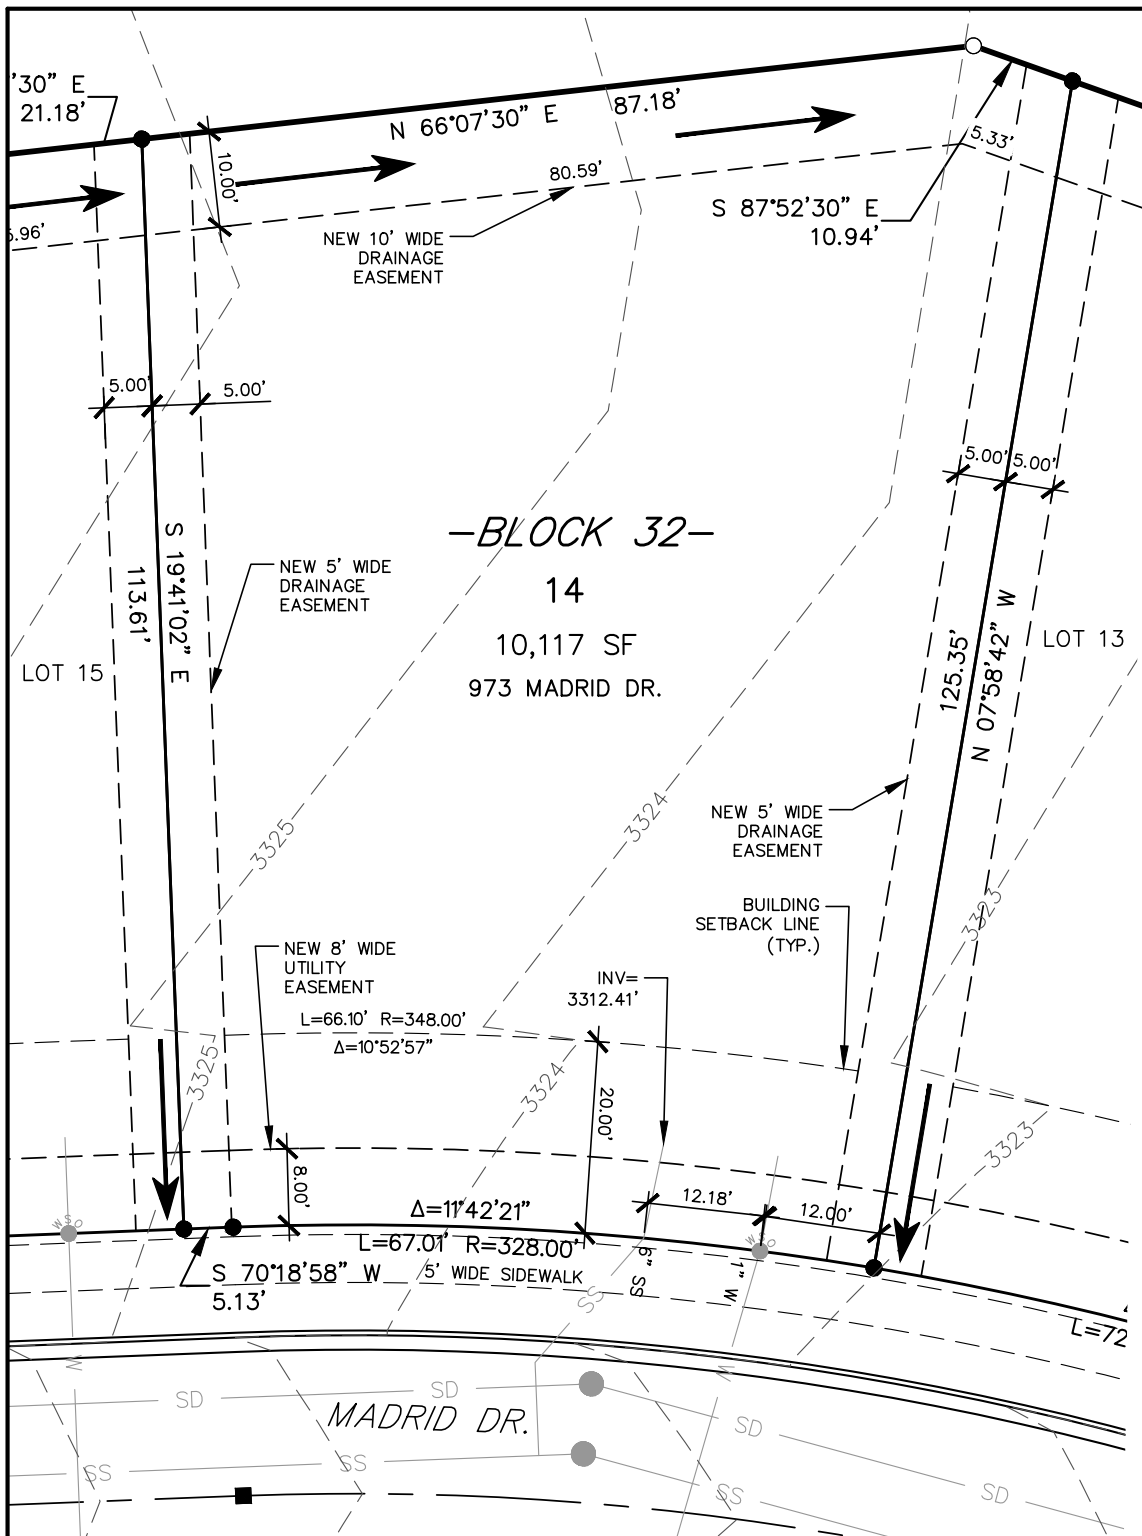 '30" E
21.18'
N 66°07'30" E 87.18'
10.00'
80.59'
5.33'
5.96'
S 87°52'30" E
10.94'
NEW 10' WIDE
DRAINAGE
EASEMENT
5.00'
5.00'
5.00'
5.00'
-BLOCK 32-
14
10,117 SF
973 MADRID DR.
S 19°41'02" E
113.61'
NEW 5' WIDE
DRAINAGE
EASEMENT
LOT 15
LOT 13
125.35'
N 07°58'42" W
NEW 5' WIDE
DRAINAGE
EASEMENT
3325
3324
3323
BUILDING
SETBACK LINE
(TYP.)
NEW 8' WIDE
UTILITY
EASEMENT
INV=
3312.41'
L=66.10' R=348.00'
Δ=10°52'57"
3325
3324
3323
20.00'
8.00'
12.18'
12.00'
WSO
WSO
Δ=11°42'21"
L=67.01' R=328.00'
S 70°18'58" W
5.13'
5' WIDE SIDEWALK
6" SS
1" W
SS
L=72
W
W
SD
SD
SD
SD
MADRID DR.
SS
SS
SS